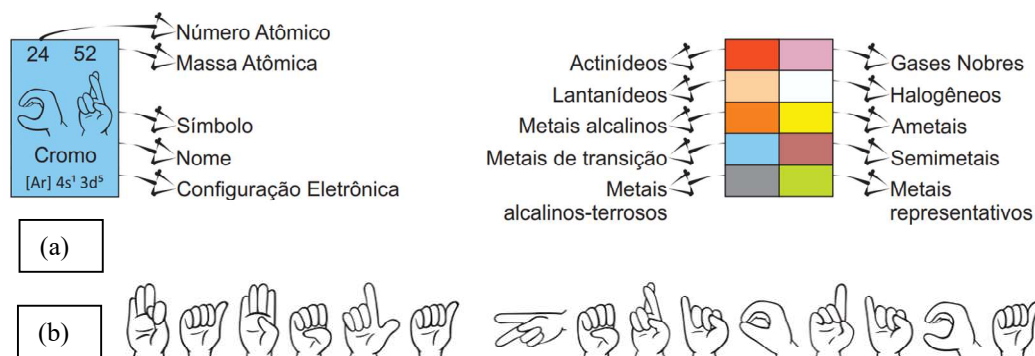 24 52
Cromo
[Ar] 4s¹ 3d⁵
Número Atômico
Massa Atômica
Símbolo
Nome
Configuração Eletrônica
Actinídeos
Lantanídeos
Metais alcalinos
Metais de transição
Metais
alcalinos-terrosos
Gases Nobres
Halogêneos
Ametais
Semimetais
Metais
representativos
(a)
(b)